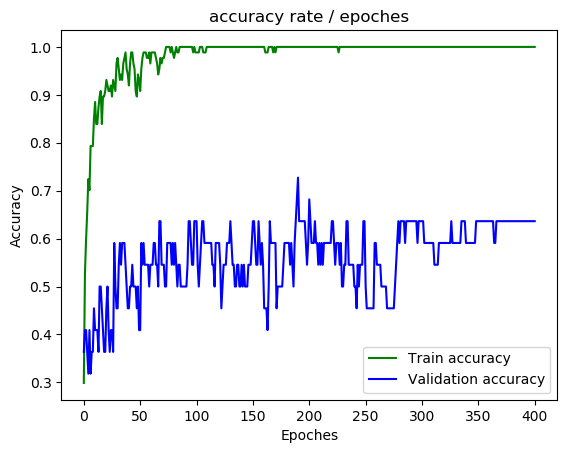 accuracy rate / epoches
1.0
0.9
0.8
0.7
0.6
0.5
0.4
0.3
Accuracy
0 50 100 150 200 250 300 350 400
Epoches
Train accuracy
Validation accuracy